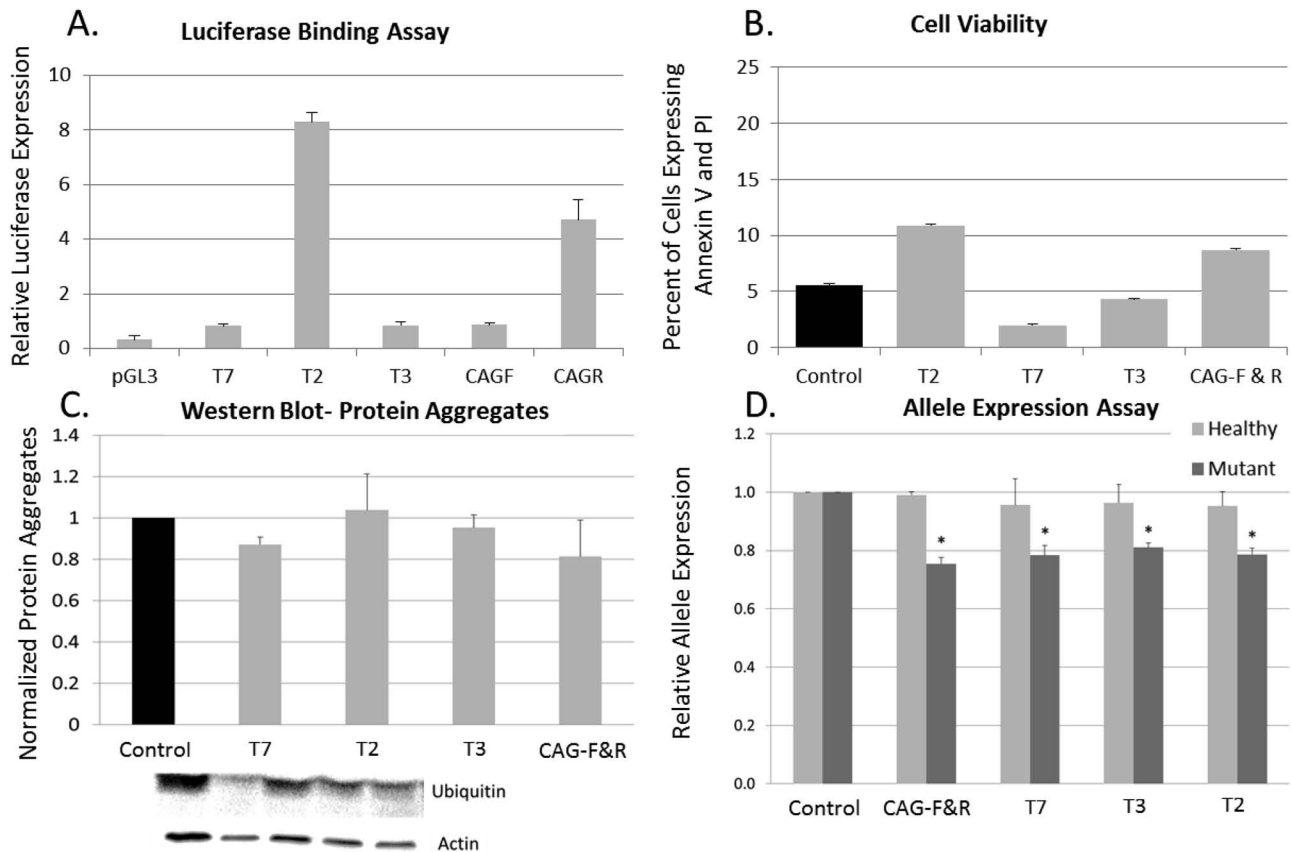 A.
Luciferase Binding Assay
Relative Luciferase Expression
10
8
6
4
2
0
pGL3 T7 T2 T3 CAGF CAGR
B.
Cell Viability
Percent of Cells Expressing
Annexin V and PI
25
20
15
10
5
0
Control T2 T7 T3 CAG-F & R
C.
Western Blot- Protein Aggregates
Normalized Protein Aggregates
1.4
1.2
1
0.8
0.6
0.4
0.2
0
Control T7 T2 T3 CAG-F&R
Ubiquitin
Actin
D.
Allele Expression Assay
Healthy
Mutant
Relative Allele Expression
1.2
1.0
0.8
0.6
0.4
0.2
0.0
* * * *
Control CAG-F&R T7 T3 T2